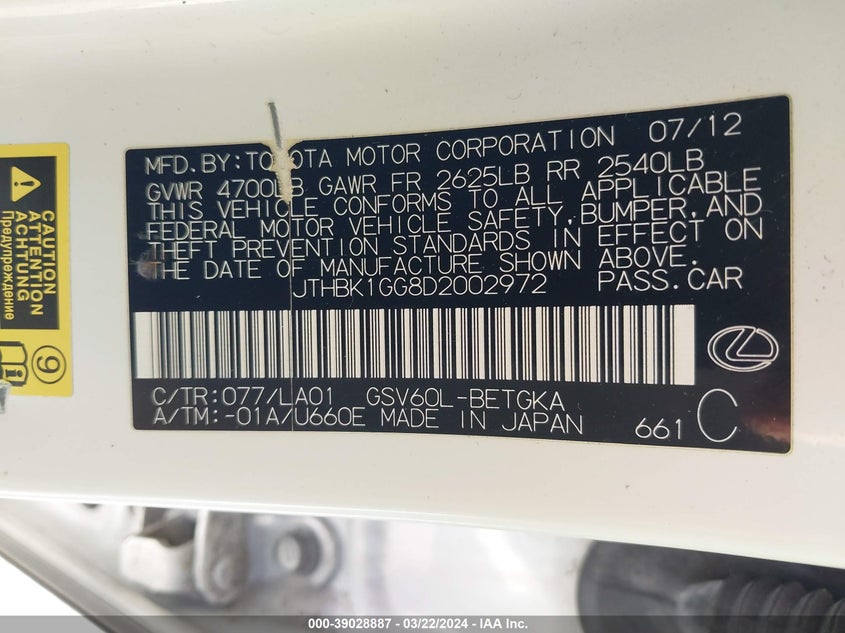 MFD.BY:TOYOTA MOTOR CORPORATION 07/12
GVWR 4700LB GAWR FR 2625LB RR 2540LB
THIS VEHICLE CONFORMS TO ALL APPLICABLE
FEDERAL MOTOR VEHICLE SAFETY,BUMPER,AND
THEFT PREVENTION STANDARDS IN EFFECT ON
THE DATE OF MANUFACTURE SHOWN ABOVE.
JTHBK1GG8D2002972 PASS.CAR
C/TR:077/LA01 GSV60L-BETGKA
A/TM:-01A/U660E MADE IN JAPAN
661 C
CAUTION
ATTENTION
ACHTUNG
Предупреждение
9
000-39028887 - 03/22/2024 - IAA Inc.